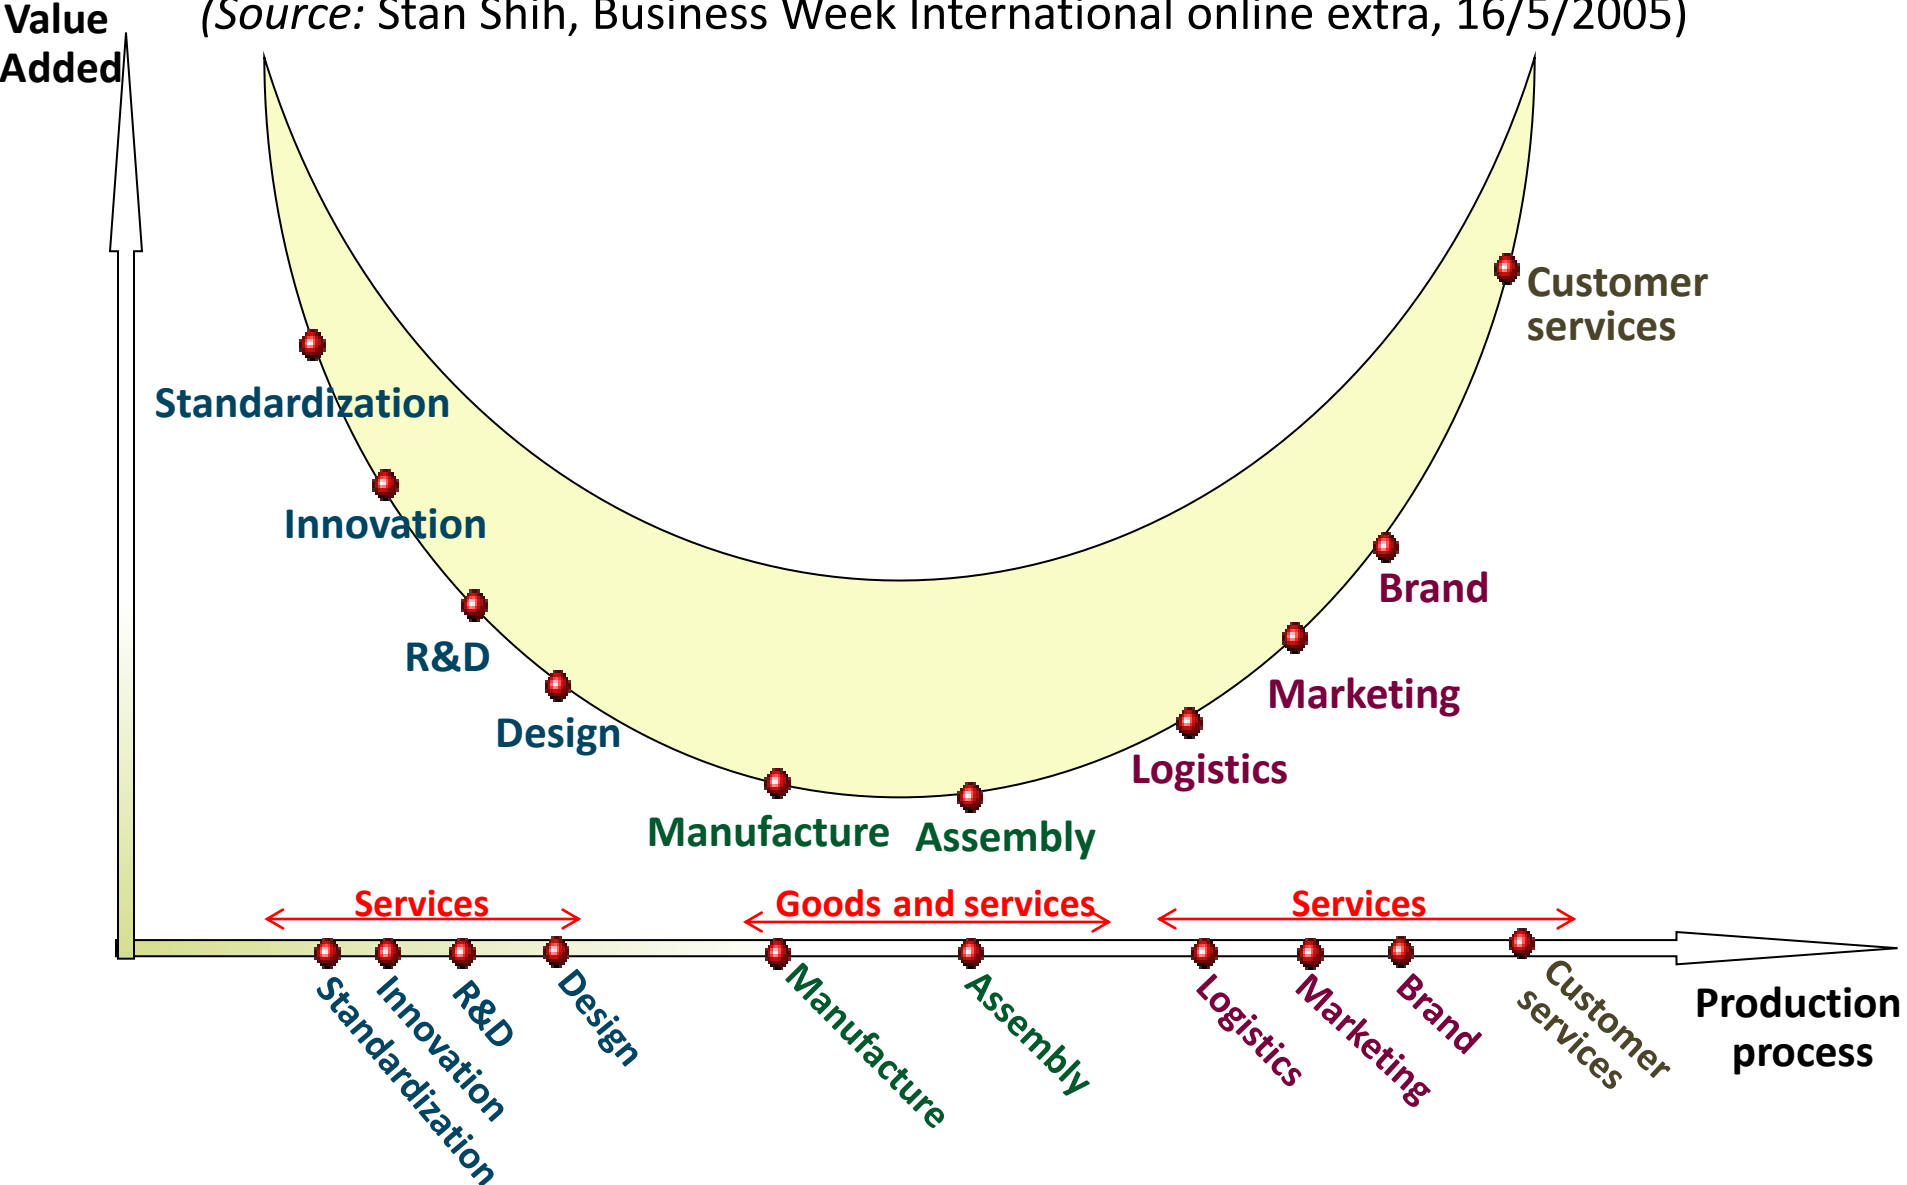 (Source: Stan Shih, Business Week International online extra, 16/5/2005)
Value
Added
Customer
services
Standardization
Innovation
Brand
R&D
Marketing
Design
Logistics
Manufacture
Assembly
Services
Goods and services
Services
Standardization
Innovation
R&D
Design
Manufacture
Assembly
Logistics
Marketing
Brand
Customer
services
Production
process